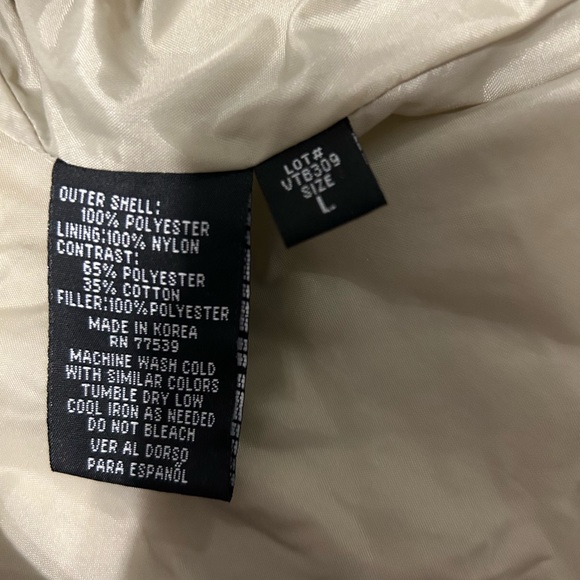 OUTER SHELL:
100% POLYESTER
LINING:100% NYLON
CONTRAST:
65% POLYESTER
35% COTTON
FILLER:100%POLYESTER
MADE IN KOREA
RN 77539
MACHINE WASH COLD
WITH SIMILAR COLORS
TUMBLE DRY LOW
COOL IRON AS NEEDED
DO NOT BLEACH
VER AL DORSO
PARA ESPANÕL
LOT#
VTB309
SIZE
L